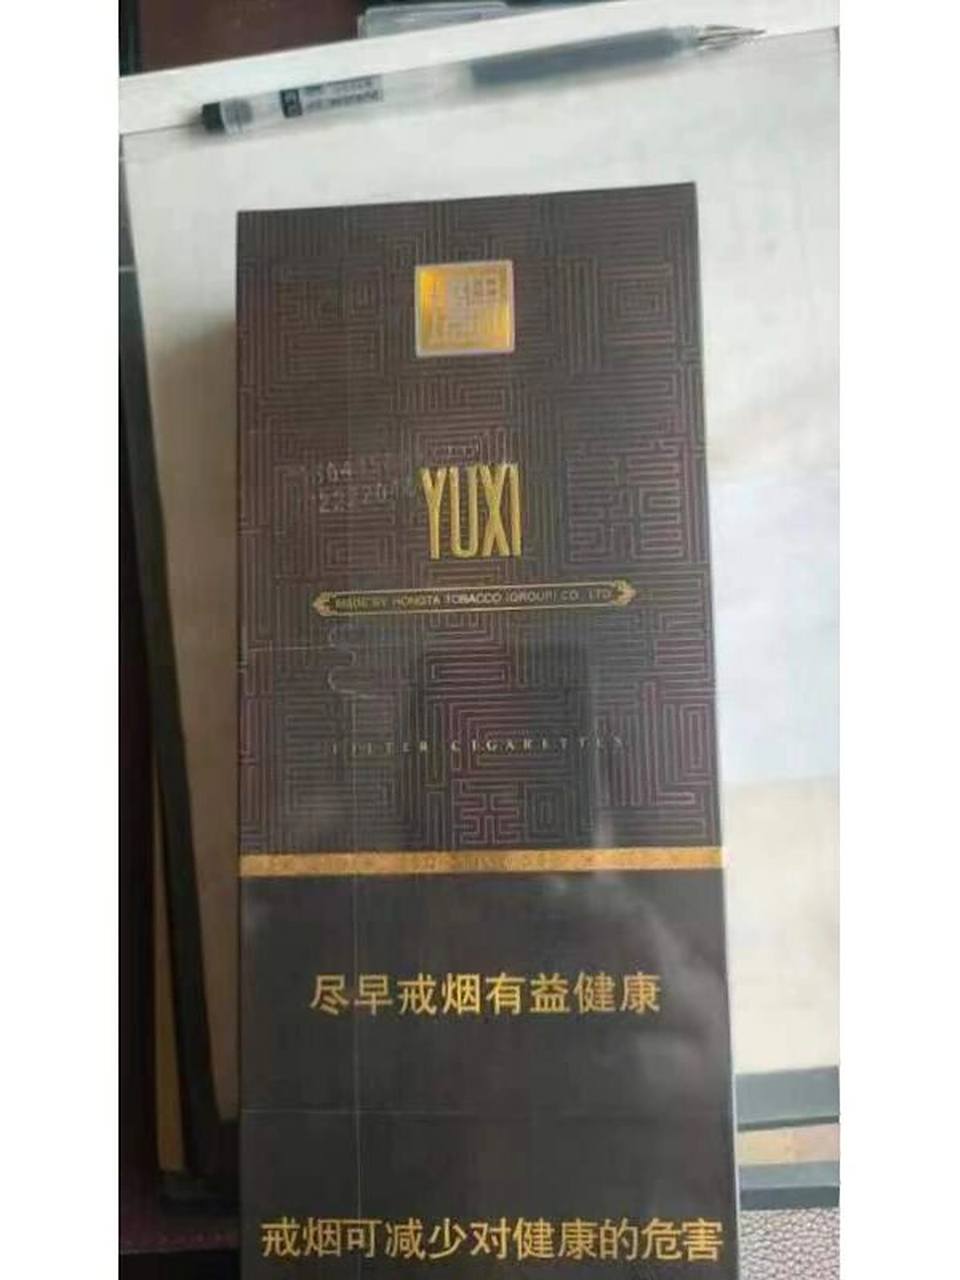 YUXI
MADE BY HONGTA TOBACCO (GROUP) CO., LTD
FILTER CIGARETTES
尽早戒烟有益健康
戒烟可减少对健康的危害